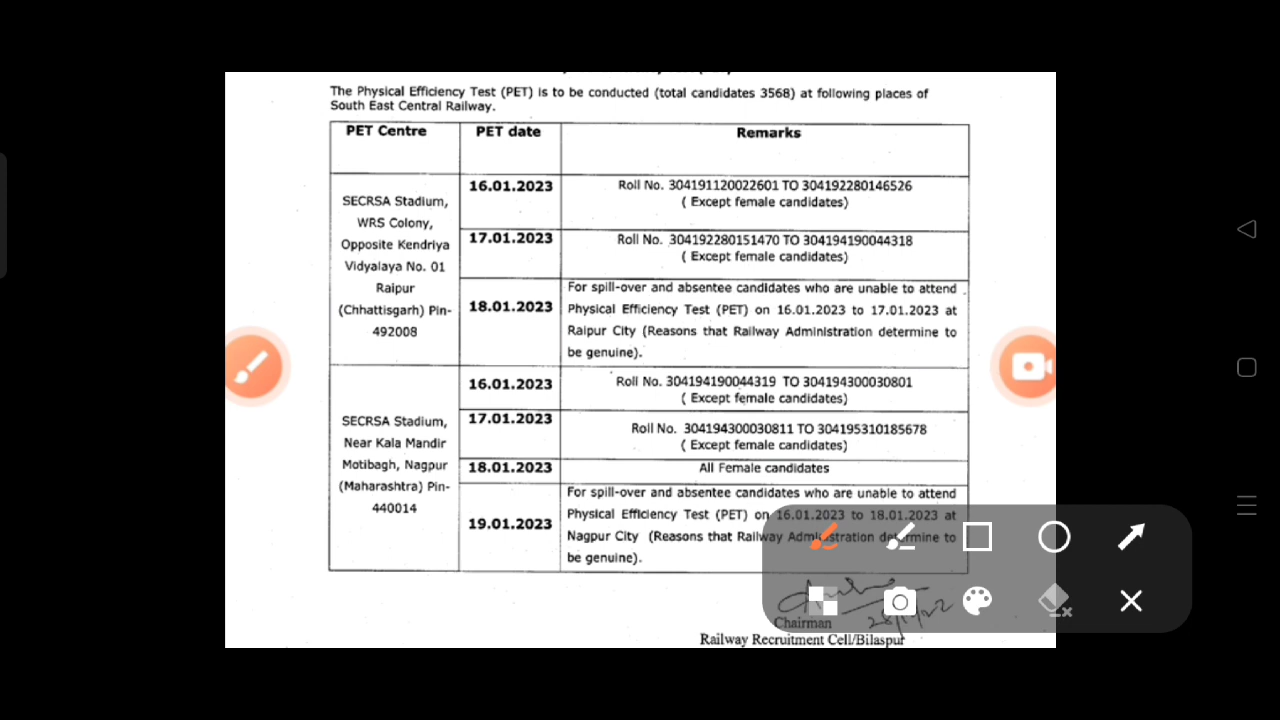 The Physical Efficiency Test (PET) is to be conducted (total candidates 3568) at following places of
South East Central Railway.
PET Centre
PET date
Remarks
SECRSA Stadium,
WRS Colony,
Opposite Kendriya
Vidyalaya No. 01
Raipur
(Chhattisgarh) Pin-
492008
16.01.2023
Roll No. 304191120022601 TO 304192280146526
( Except female candidates)
17.01.2023
Roll No. 304192280151470 TO 304194190044318
( Except female candidates)
18.01.2023
For spill-over and absentee candidates who are unable to attend
Physical Efficiency Test (PET) on 16.01.2023 to 17.01.2023 at
Raipur City (Reasons that Railway Administration determine to
be genuine).
SECRSA Stadium,
Near Kala Mandir
Motibagh, Nagpur
(Maharashtra) Pin-
440014
16.01.2023
Roll No. 304194190044319 TO 304194300030801
( Except female candidates)
17.01.2023
Roll No. 304194300030811 TO 304195310185678
( Except female candidates)
18.01.2023
All Female candidates
19.01.2023
For spill-over and absentee candidates who are unable to attend
Physical Efficiency Test (PET) on 16.01.2023 to 18.01.2023 at
Nagpur City (Reasons that Railway Administration determine to
be genuine).
Chairman
Railway Recruitment Cell/Bilaspur